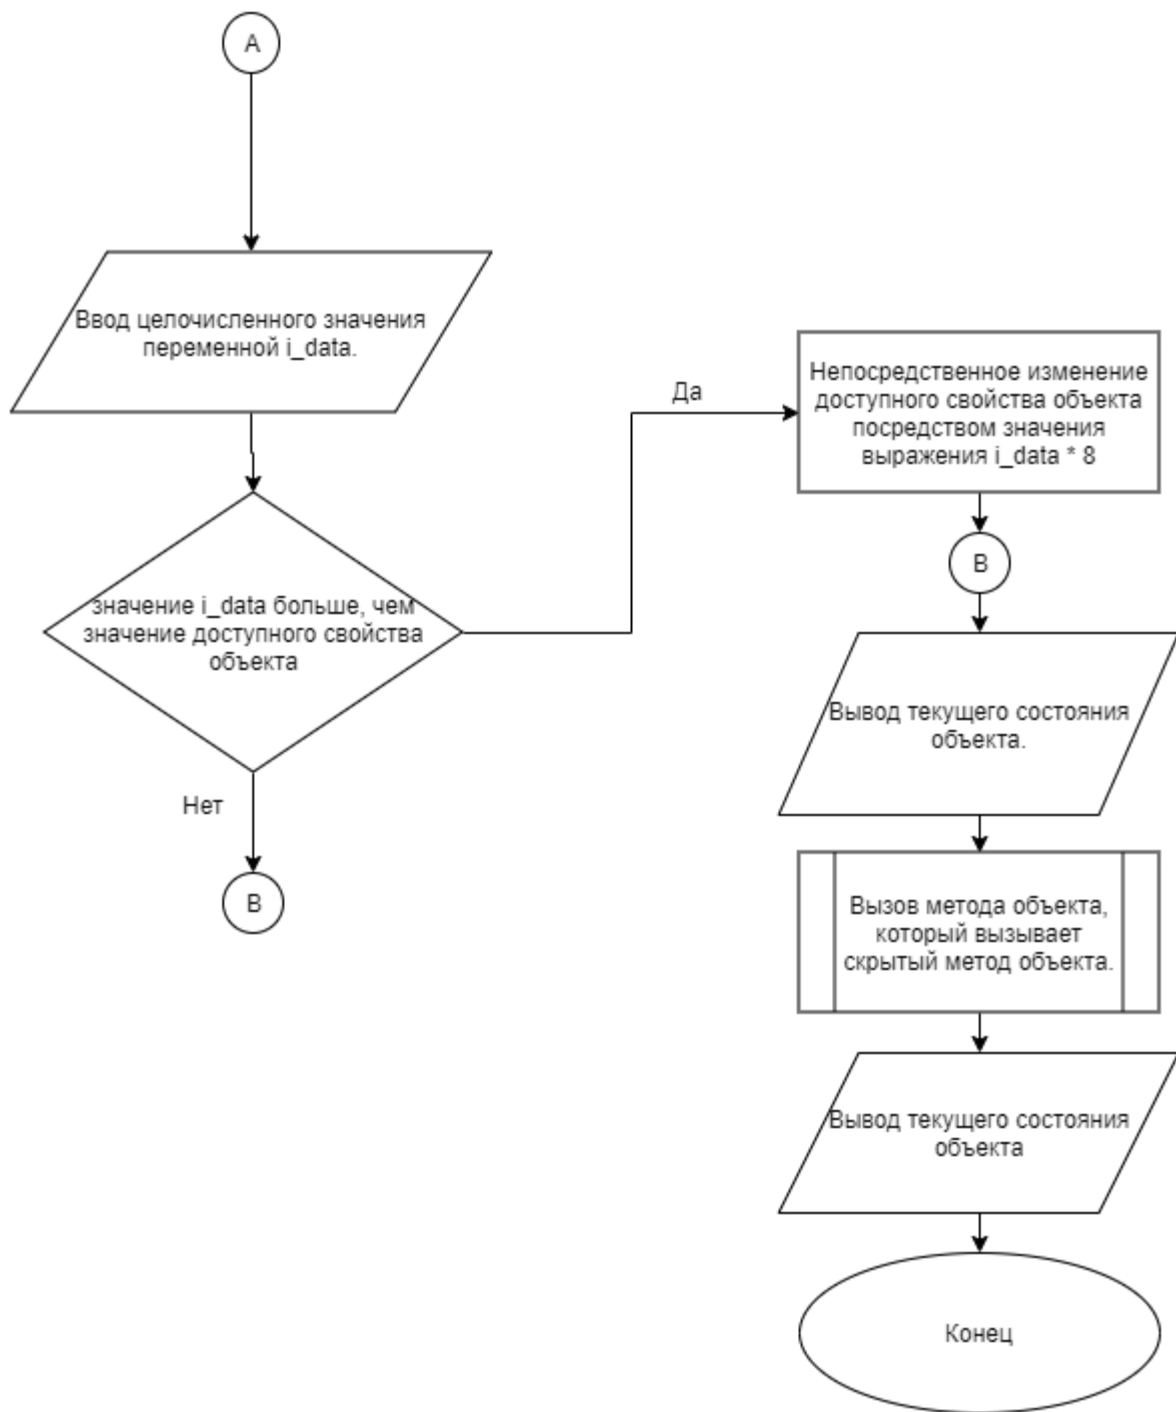 A
Ввод целочисленного значения
переменной i_data.
значение i_data больше, чем
значение доступного свойства
объекта
Нет
B
Да
Непосредственное изменение
доступного свойства объекта
посредством значения
выражения i_data * 8
B
Вывод текущего состояния
объекта.
Вызов метода объекта,
который вызывает
скрытый метод объекта.
Вывод текущего состояния
объекта
Конец